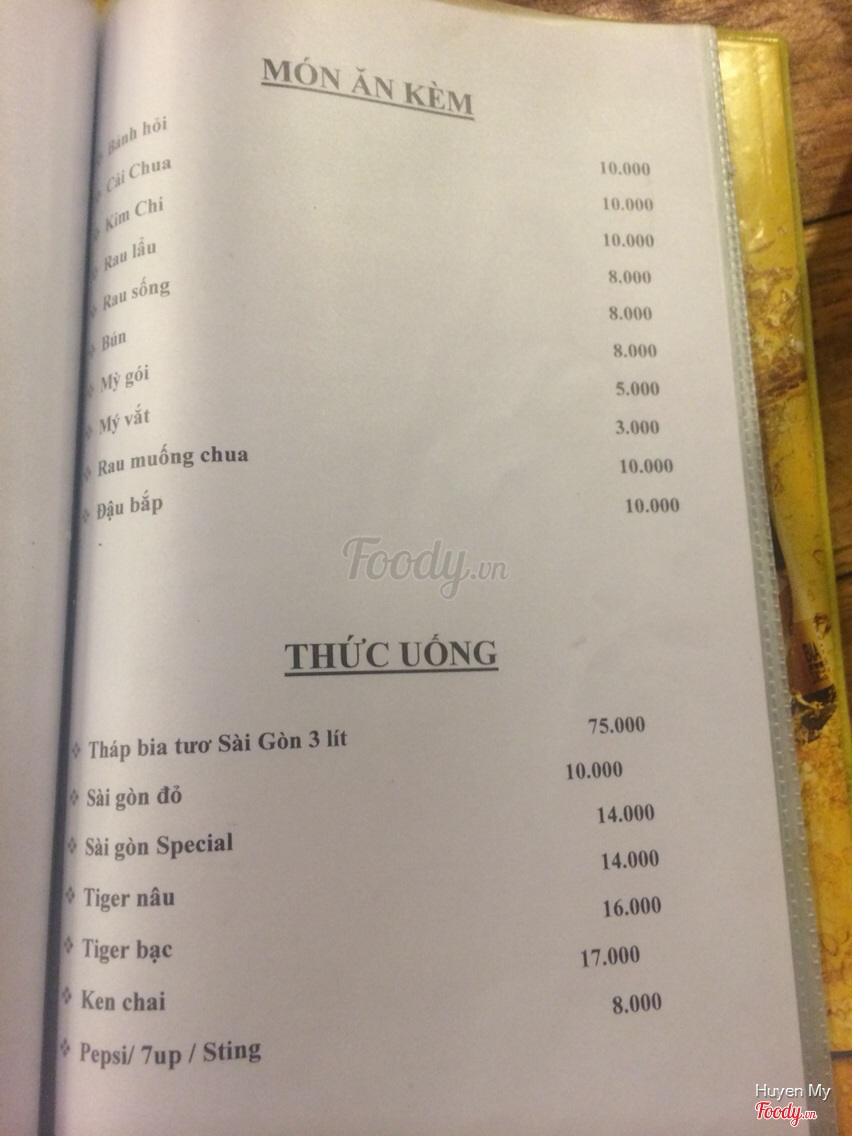 MÓN ĂN KÈM
Bánh hỏi 10.000
Cải Chua 10.000
Kim Chi 10.000
Rau lẩu 8.000
Rau sống 8.000
Bún 8.000
Mỳ gói 5.000
Mý vắt 3.000
Rau muống chua 10.000
Đậu bắp 10.000
Foody.vn
THỨC UỐNG
Tháp bia tươ Sài Gòn 3 lít 75.000
Sài gòn đỏ 10.000
Sài gòn Special 14.000
Tiger nâu 14.000
Tiger bạc 16.000
Ken chai 17.000
Pepsi/ 7up / Sting 8.000
Huyen My
Foody.vn